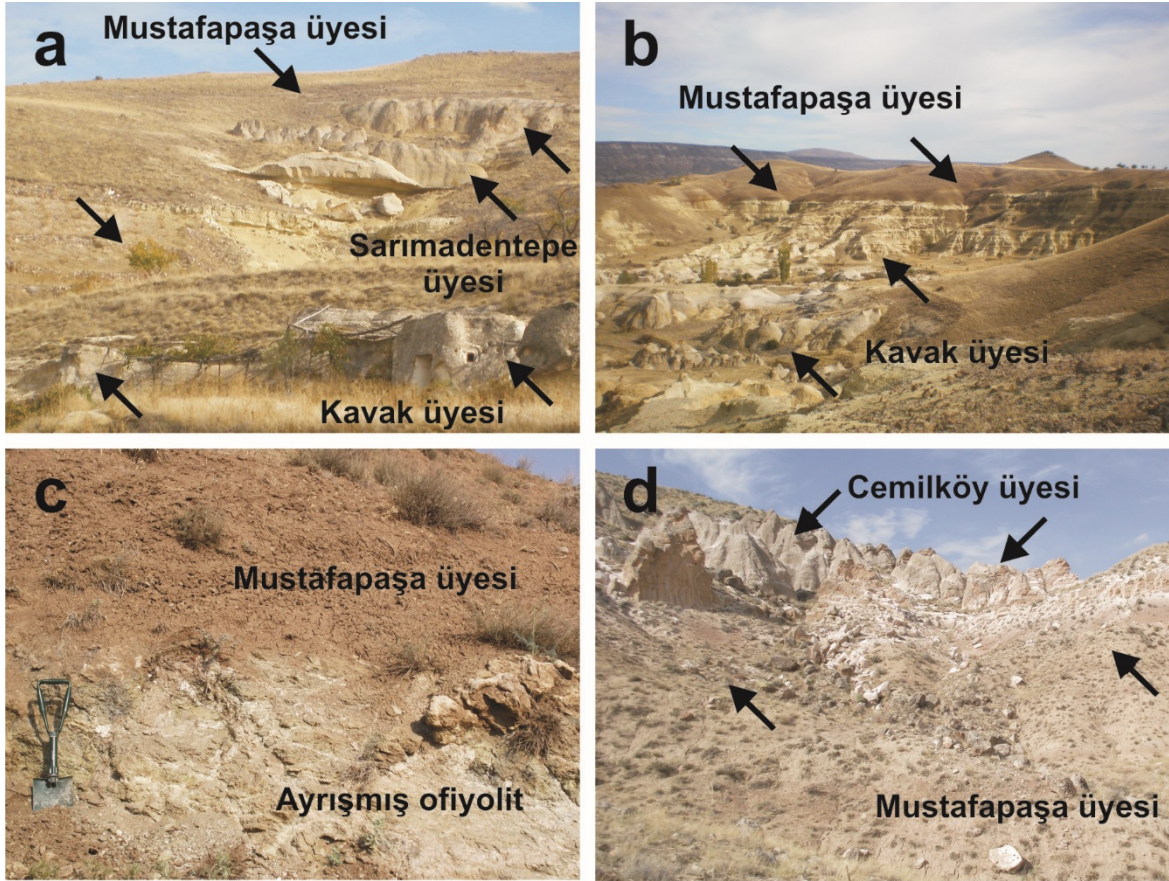 a
Mustafapaşa üyesi
Sarımadentepe
üyesi
Kavak üyesi
b
Mustafapaşa üyesi
Kavak üyesi
c
Mustafapaşa üyesi
Ayrışmış ofiyolit
d
Cemilköy üyesi
Mustafapaşa üyesi